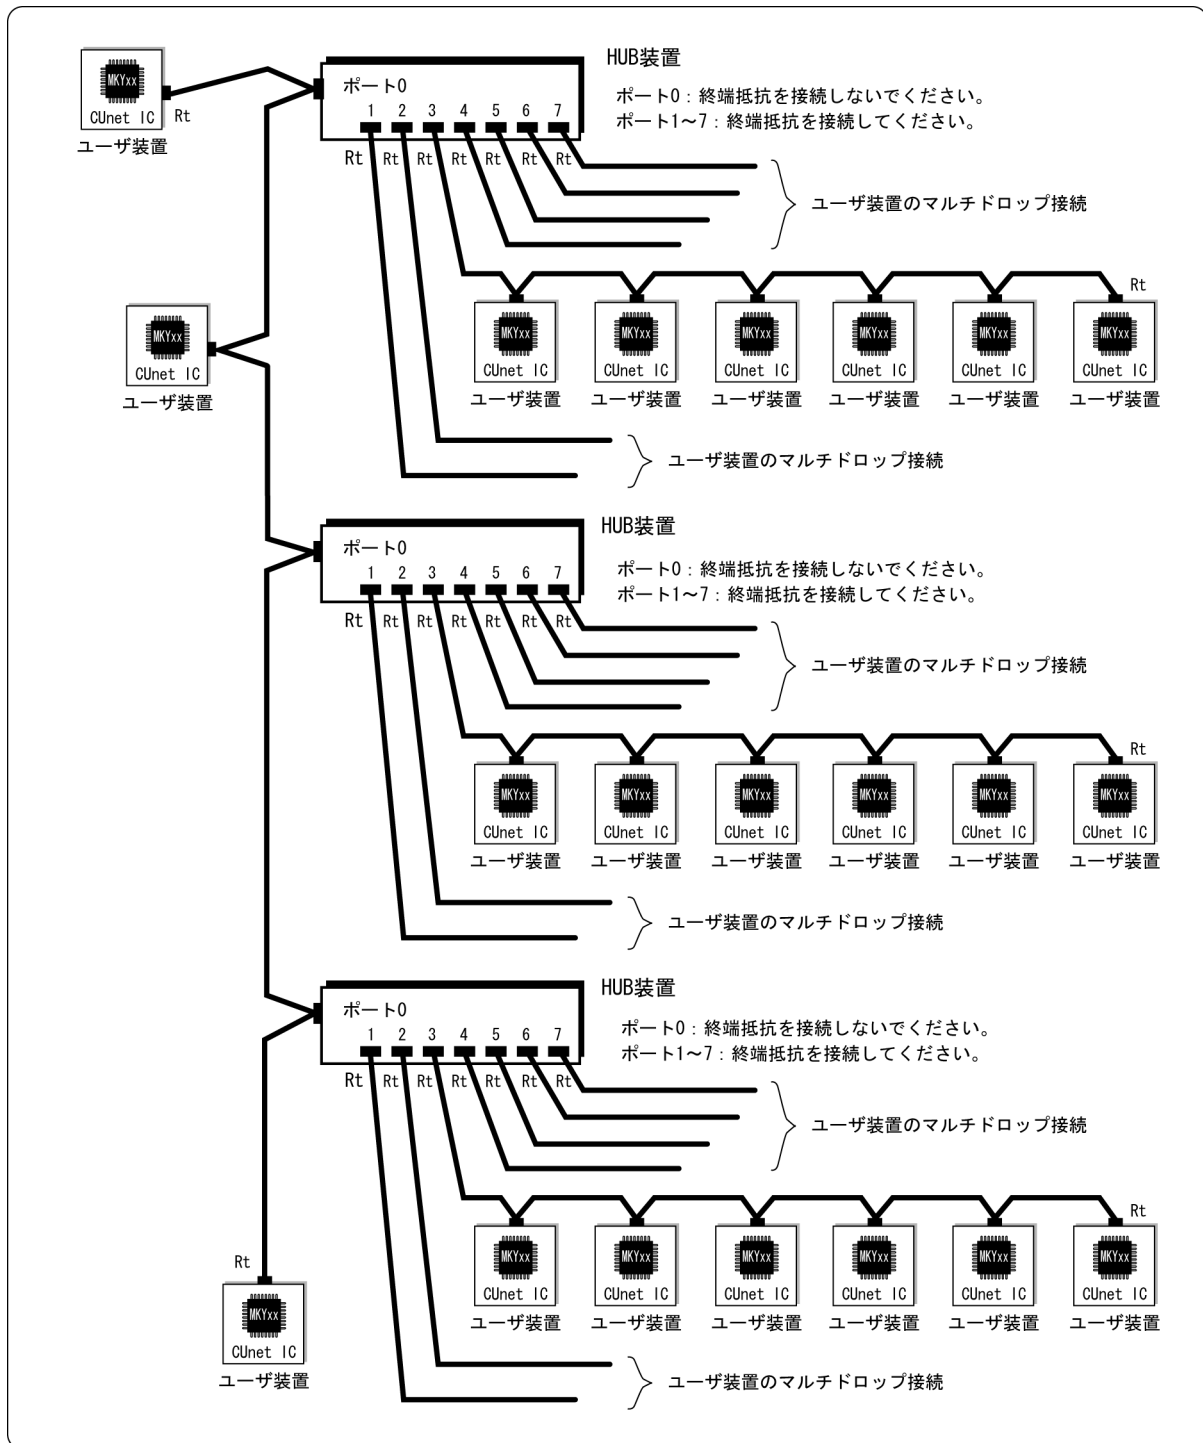 MKYxx
CUnet IC
Rt
ユーザ装置
ポート0
1 2 3 4 5 6 7
Rt Rt Rt Rt Rt Rt Rt
HUB装置
ポート0：終端抵抗を接続しないでください。
ポート1～7：終端抵抗を接続してください。
ユーザ装置のマルチドロップ接続
Rt
MKYxx MKYxx MKYxx MKYxx MKYxx MKYxx
CUnet IC CUnet IC CUnet IC CUnet IC CUnet IC CUnet IC
ユーザ装置 ユーザ装置 ユーザ装置 ユーザ装置 ユーザ装置 ユーザ装置
MKYxx
CUnet IC
ユーザ装置
ユーザ装置のマルチドロップ接続
HUB装置
ポート0
1 2 3 4 5 6 7
Rt Rt Rt Rt Rt Rt Rt
ポート0：終端抵抗を接続しないでください。
ポート1～7：終端抵抗を接続してください。
ユーザ装置のマルチドロップ接続
Rt
MKYxx MKYxx MKYxx MKYxx MKYxx MKYxx
CUnet IC CUnet IC CUnet IC CUnet IC CUnet IC CUnet IC
ユーザ装置 ユーザ装置 ユーザ装置 ユーザ装置 ユーザ装置 ユーザ装置
ユーザ装置のマルチドロップ接続
HUB装置
ポート0
1 2 3 4 5 6 7
Rt Rt Rt Rt Rt Rt Rt
ポート0：終端抵抗を接続しないでください。
ポート1～7：終端抵抗を接続してください。
ユーザ装置のマルチドロップ接続
Rt
MKYxx MKYxx MKYxx MKYxx MKYxx MKYxx
CUnet IC CUnet IC CUnet IC CUnet IC CUnet IC CUnet IC
ユーザ装置 ユーザ装置 ユーザ装置 ユーザ装置 ユーザ装置 ユーザ装置
Rt
MKYxx
CUnet IC
ユーザ装置
ユーザ装置のマルチドロップ接続